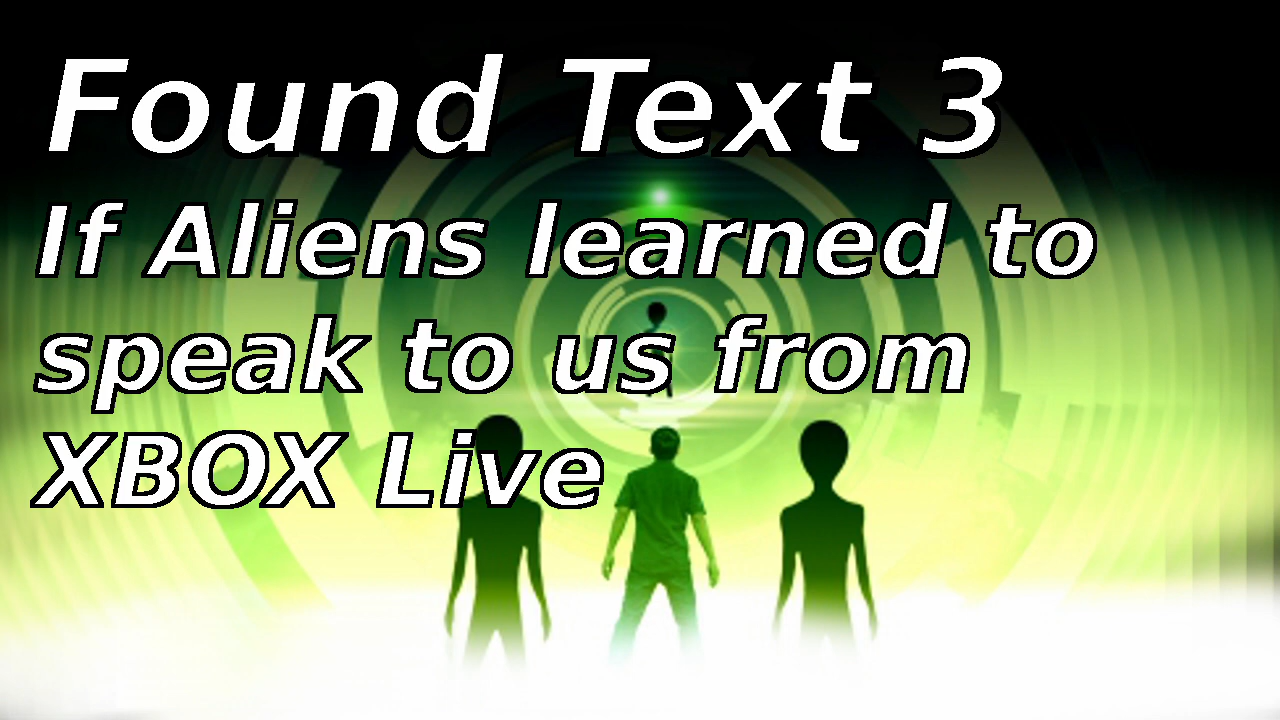 Found Text 3
If Aliens learned to
speak to us from
XBOX Live